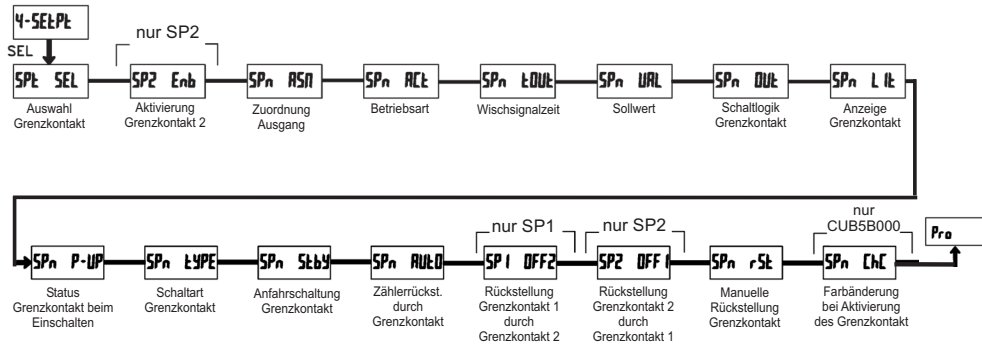 4-SEtPt
SEL
nur SP2
SPt SEL
SP2 Enb
SPn ASN
SPn ACt
SPn tOUt
SPn VAL
SPn OUt
SPn LIt
Auswahl
Grenzkontakt
Aktivierung
Grenzkontakt 2
Zuordnung
Ausgang
Betriebsart
Wischsignalzeit
Sollwert
Schaltlogik
Grenzkontakt
Anzeige
Grenzkontakt
nur SP1
nur SP2
nur
CUB5B000
Pro
SPn P-UP
SPn tYPE
SPn Stby
SPn AUtO
SP1 OFF2
SP2 OFF1
SPn rSt
SPn ChC
Status
Grenzkontakt beim
Einschalten
Schaltart
Grenzkontakt
Anfahrschaltung
Grenzkontakt
Zählerrückst.
durch
Grenzkontakt
Rückstellung
Grenzkontakt 1
durch
Grenzkontakt 2
Rückstellung
Grenzkontakt 2
durch
Grenzkontakt 1
Manuelle
Rückstellung
Grenzkontakt
Farbänderung
bei Aktivierung
des Grenzkontakt